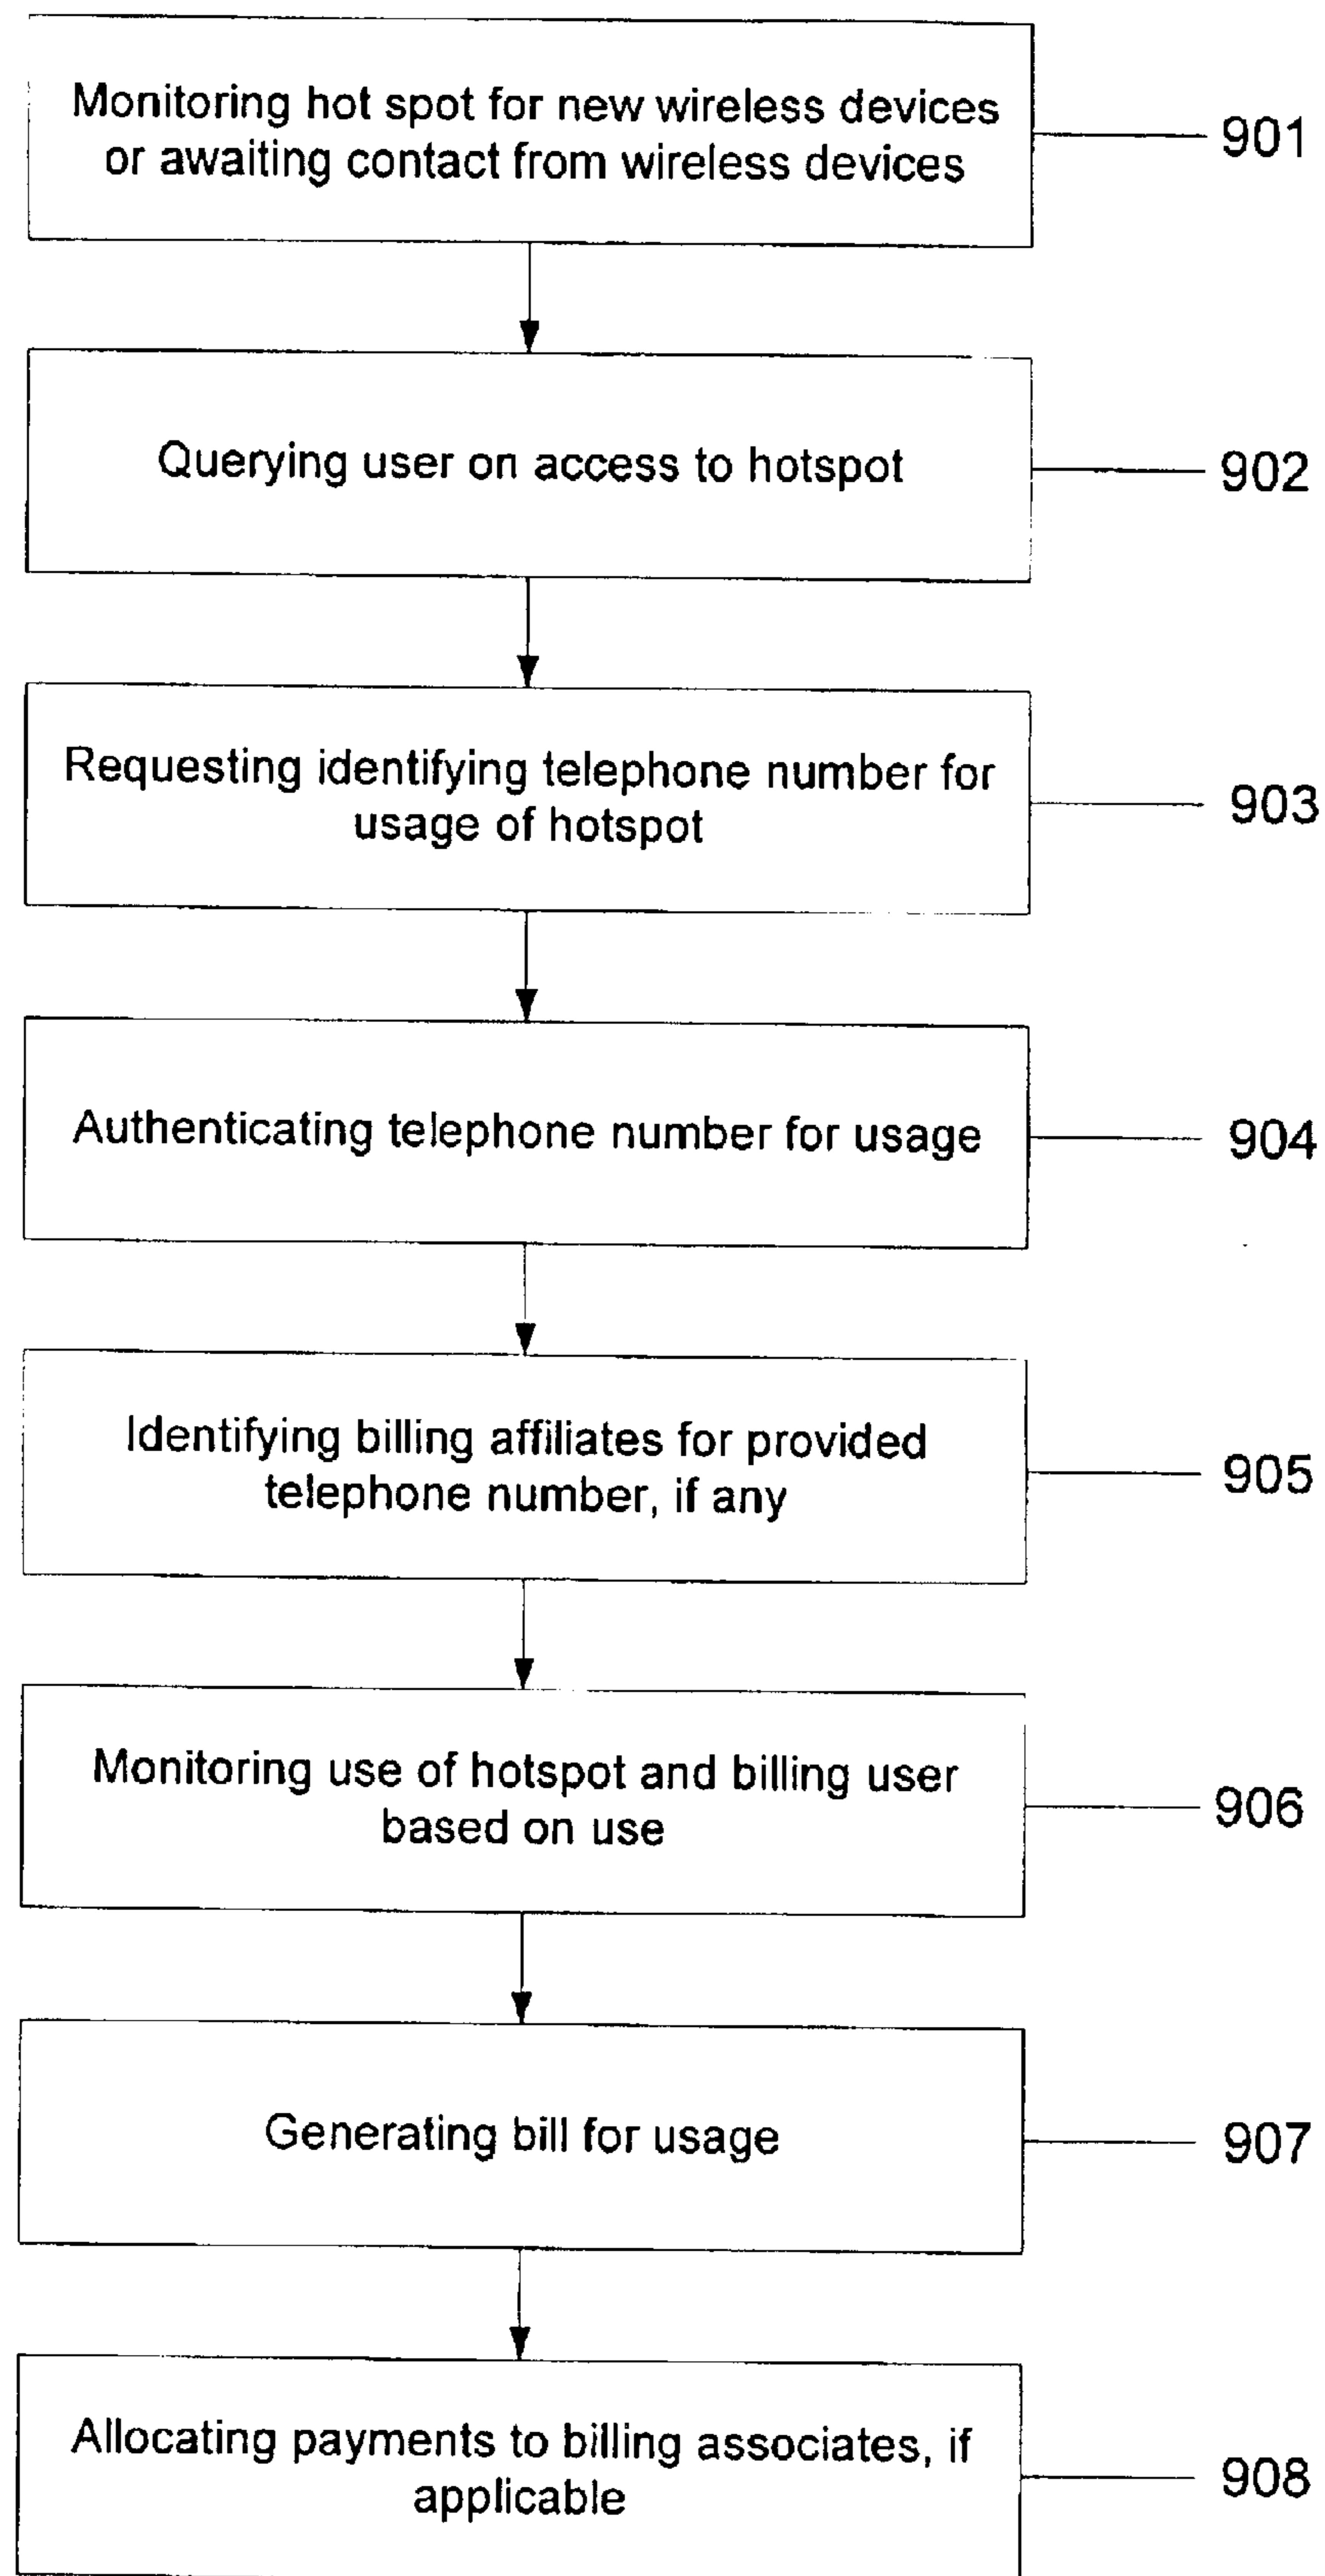 Monitoring hot spot for new wireless devices
or awaiting contact from wireless devices
901
Querying user on access to hotspot
902
Requesting identifying telephone number for
usage of hotspot
903
Authenticating telephone number for usage
904
Identifying billing affiliates for provided
telephone number, if any
905
Monitoring use of hotspot and billing user
based on use
906
Generating bill for usage
907
Allocating payments to billing associates, if
applicable
908